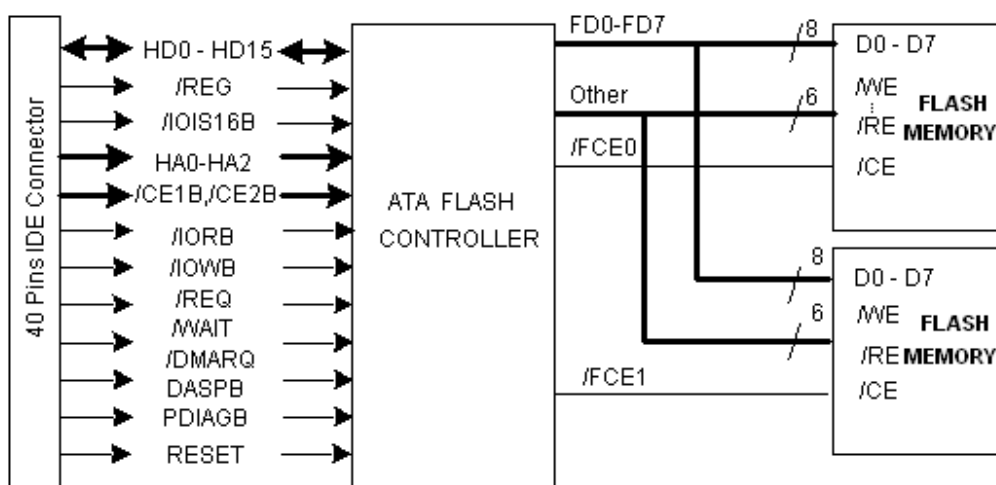 40 Pins IDE Connector
HD0 - HD15
/REG
/IOIS16B
HA0-HA2
/CE1B,/CE2B
/IORB
/IOWB
/REQ
/WAIT
/DMARQ
DASPB
PDIAGB
RESET
ATA FLASH
CONTROLLER
FD0-FD7
/8
Other
/6
/FCE0
D0 - D7
/WE
FLASH
/RE MEMORY
/CE
8
6
/FCE1
D0 - D7
/WE FLASH
/RE MEMORY
/CE